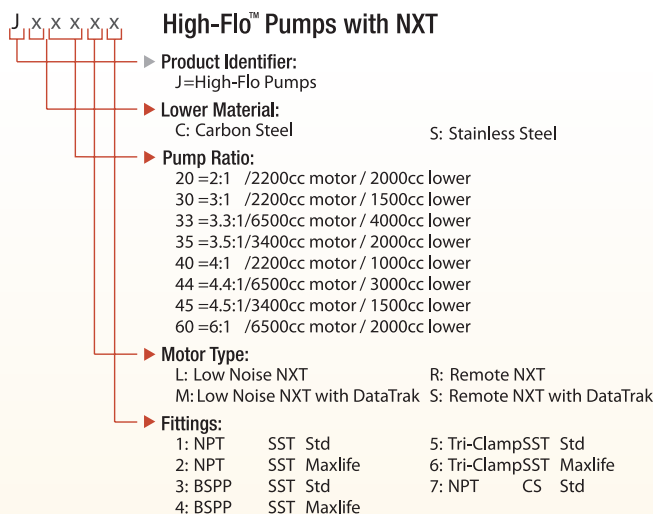 J x x x x x High-Flo™ Pumps with NXT
Product Identifier:
J=High-Flo Pumps
Lower Material:
C: Carbon Steel S: Stainless Steel
Pump Ratio:
20 =2:1 /2200cc motor / 2000cc lower
30 =3:1 /2200cc motor / 1500cc lower
33 =3.3:1/6500cc motor / 4000cc lower
35 =3.5:1/3400cc motor / 2000cc lower
40 =4:1 /2200cc motor / 1000cc lower
44 =4.4:1/6500cc motor / 3000cc lower
45 =4.5:1/3400cc motor / 1500cc lower
60 =6:1 /6500cc motor / 2000cc lower
Motor Type:
L: Low Noise NXT R: Remote NXT
M: Low Noise NXT with DataTrak S: Remote NXT with DataTrak
Fittings:
1: NPT SST Std 5: Tri-ClampSST Std
2: NPT SST Maxlife 6: Tri-ClampSST Maxlife
3: BSPP SST Std 7: NPT CS Std
4: BSPP SST Maxlife